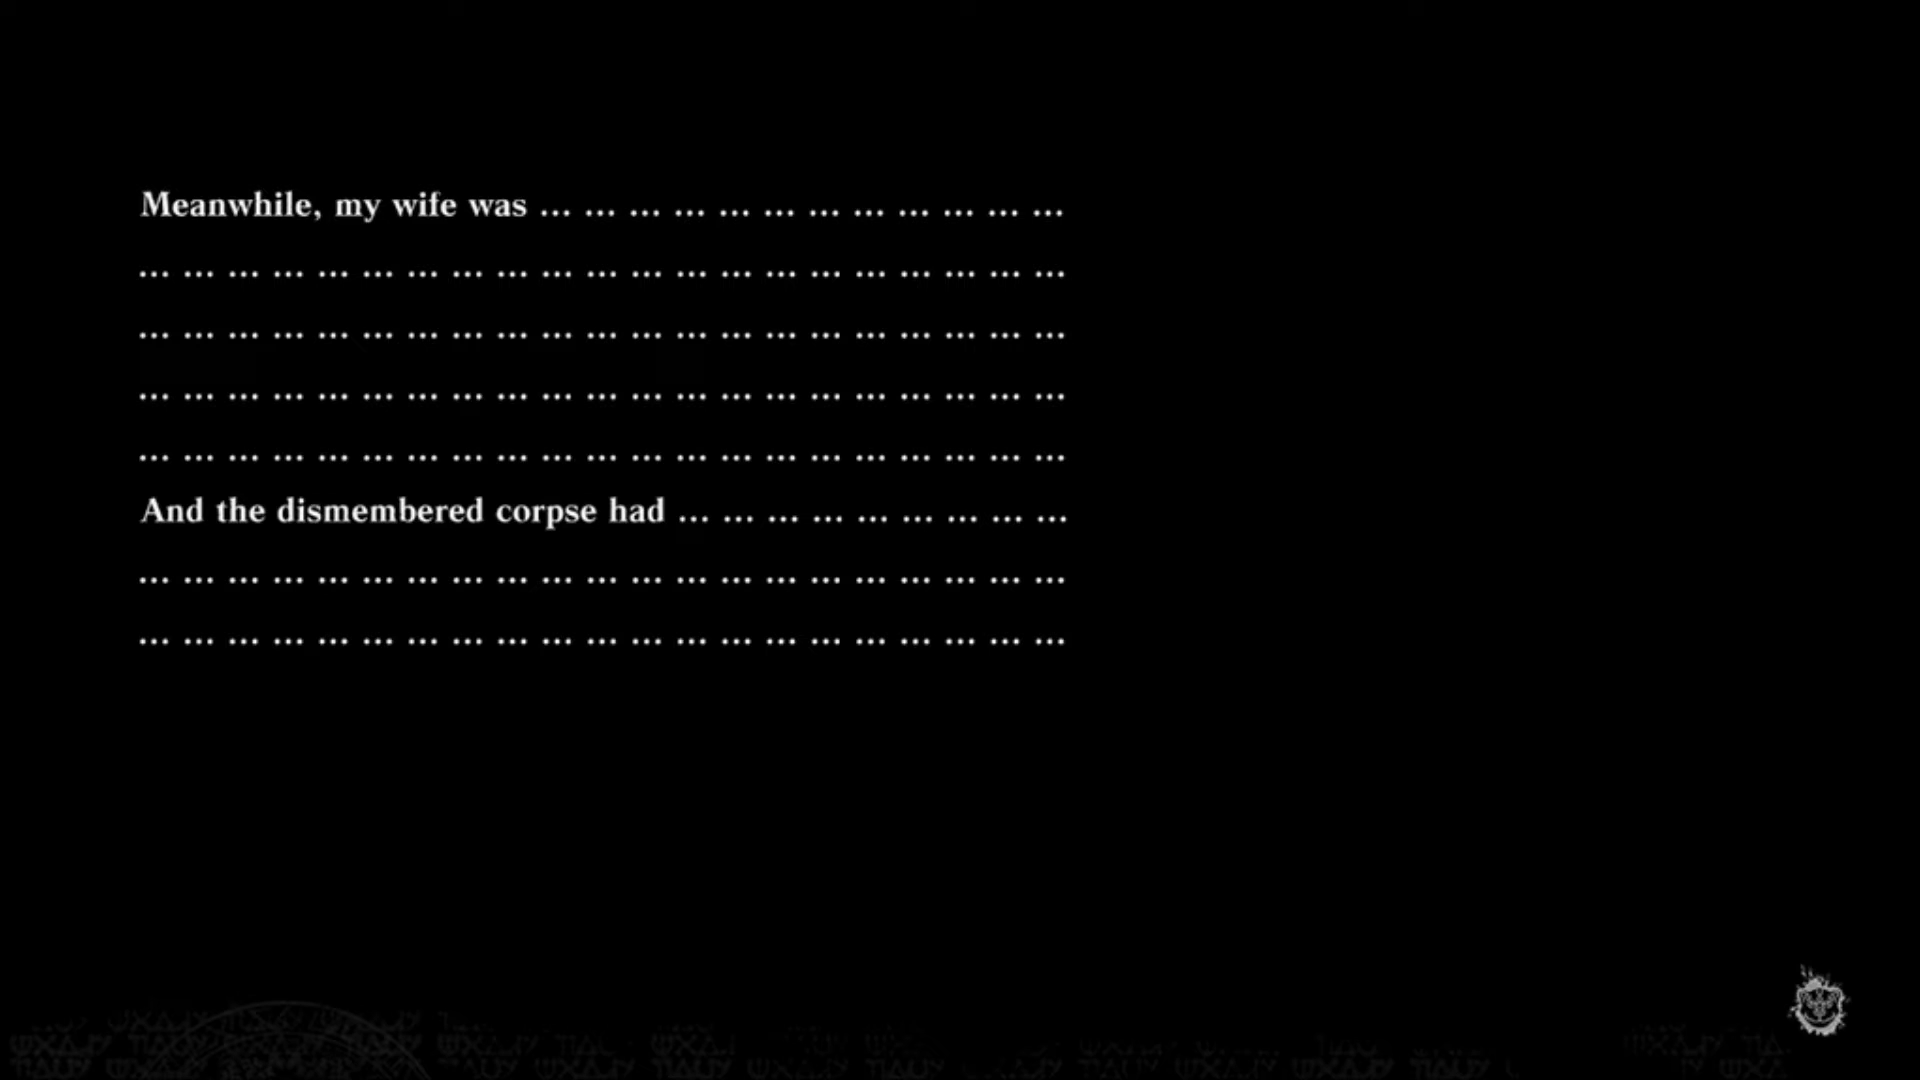 Meanwhile, my wife was … … … … … … … … … … … …
… … … … … … … … … … … … … … … … … … … … …
… … … … … … … … … … … … … … … … … … … … …
… … … … … … … … … … … … … … … … … … … … …
… … … … … … … … … … … … … … … … … … … … …
And the dismembered corpse had … … … … … … … … …
… … … … … … … … … … … … … … … … … … … … …
… … … … … … … … … … … … … … … … … … … … …